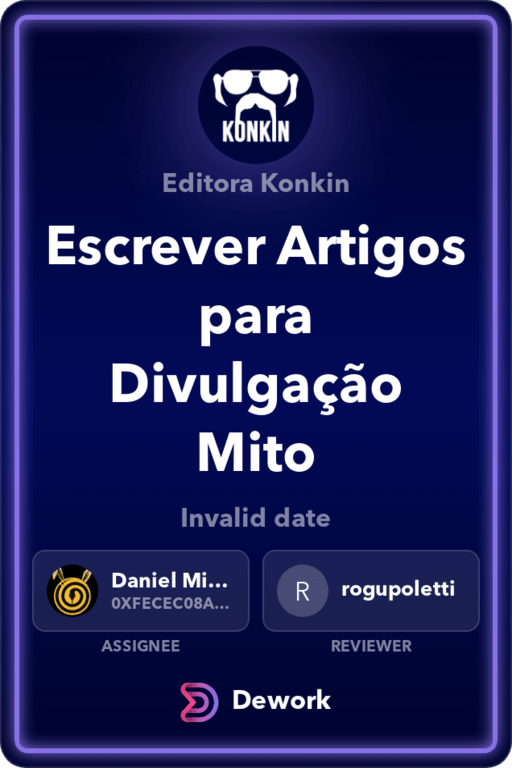 KONKIN
Editora Konkin
Escrever Artigos
para
Divulgação
Mito
Invalid date
Daniel Mi...
0XFECEC08A...
R
rogupoletti
ASSIGNEE
REVIEWER
Dework